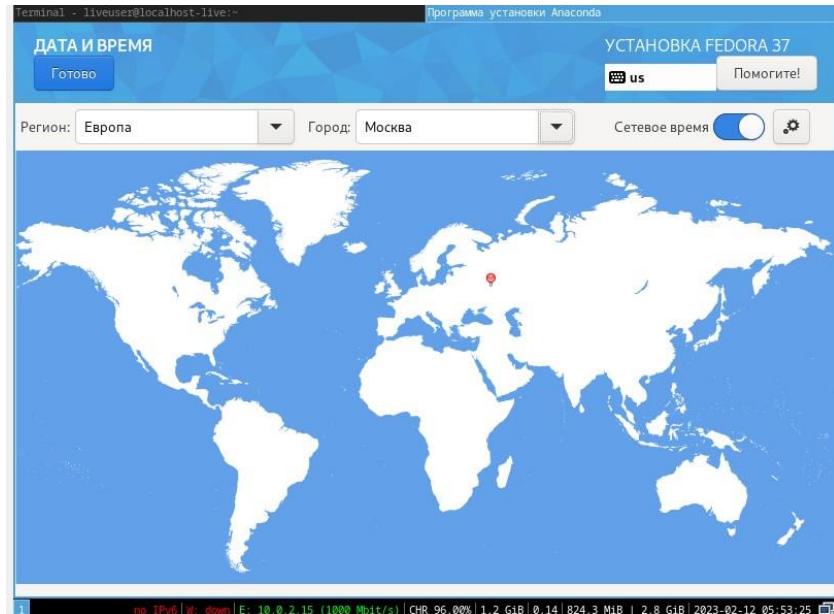 Terminal - liveuser@localhost-live:~
Программа установки Anaconda
ДАТА И ВРЕМЯ
УСТАНОВКА FEDORA 37
Готово
us
Помогите!
Регион: Европа
Город: Москва
Сетевое время
1
no IPv6 | W: down | E: 10.0.2.15 (1000 Mbit/s) | CHR 96.00% | 1.2 GiB | 0.14 | 824.3 MiB | 2.8 GiB | 2023-02-12 05:53:25